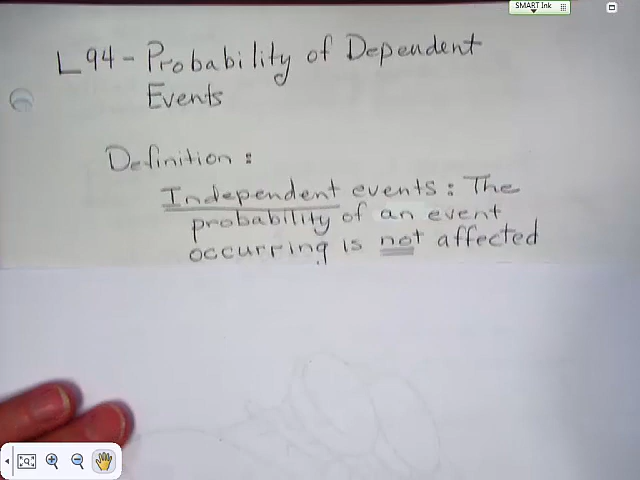 SMART Ink
L94 - Probability of Dependent
Events
Definition:
Independent events: The
probability of an event
occurring is not affected